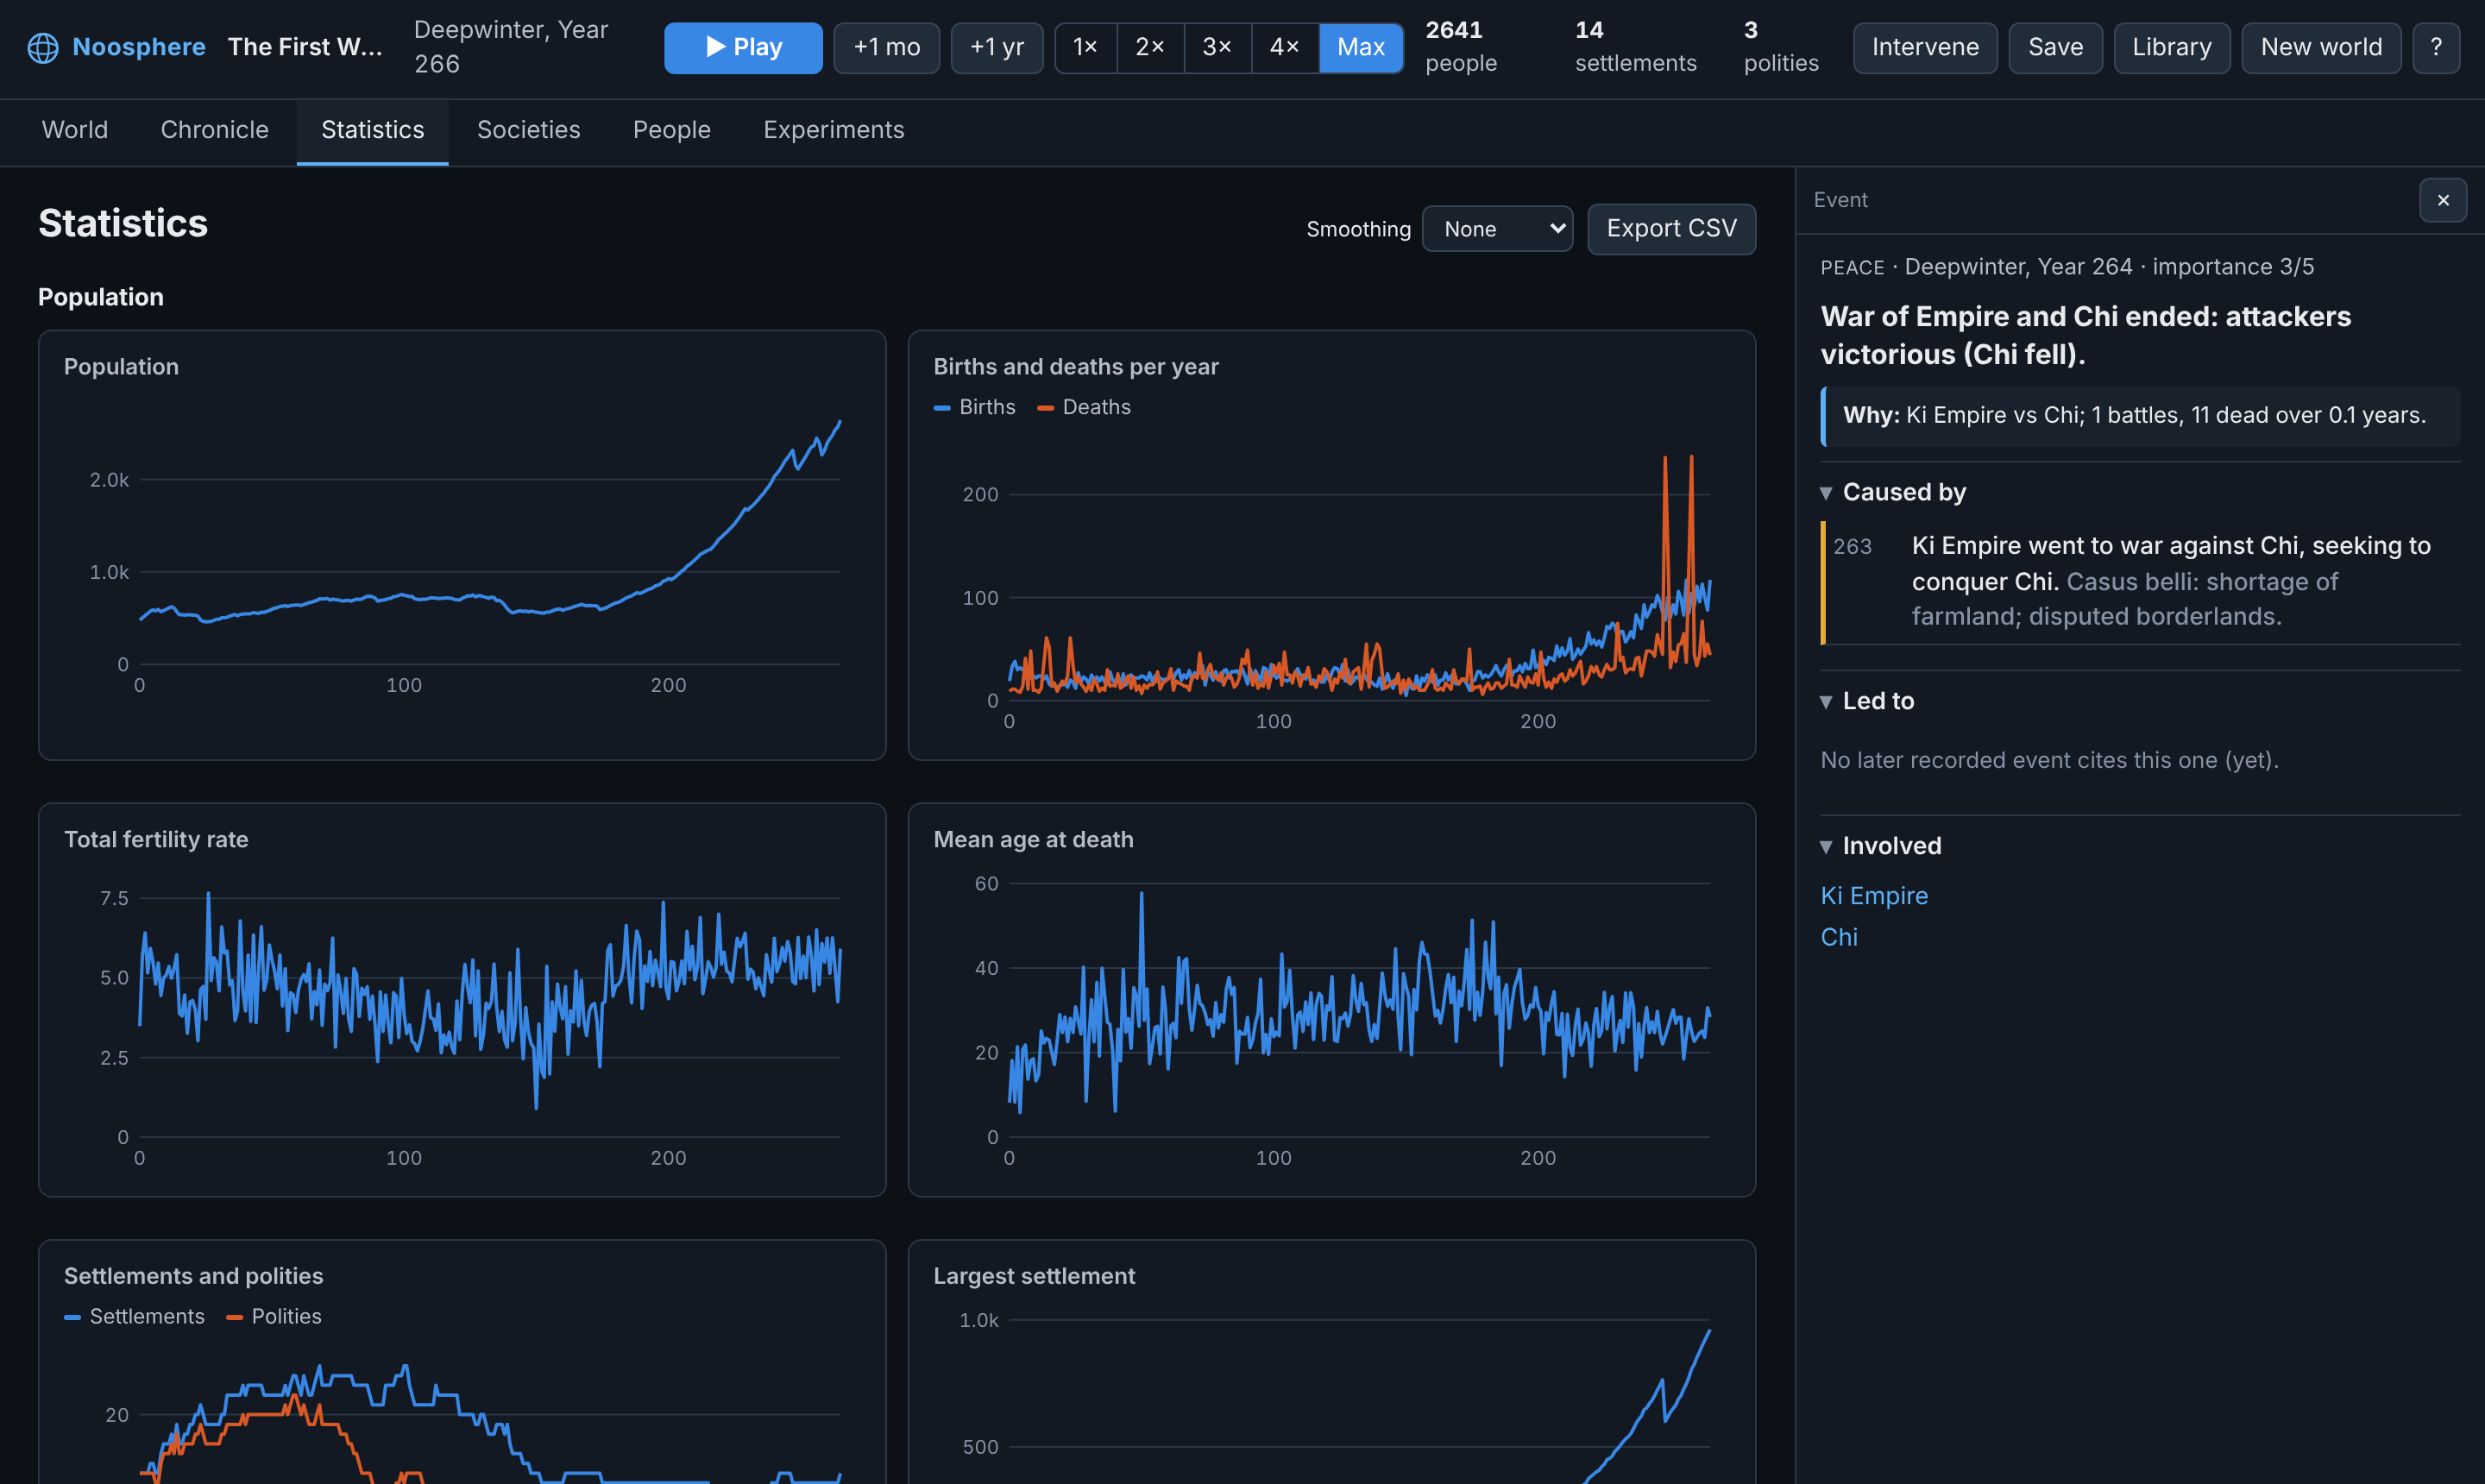 Noosphere
The First W...
Deepwinter, Year
266
▶ Play
+1 mo
+1 yr
1×
2×
3×
4×
Max
2641
people
14
settlements
3
polities
Intervene
Save
Library
New world
?
World
Chronicle
Statistics
Societies
People
Experiments
Statistics
Smoothing
None
Export CSV
Population
Population
2.0k
1.0k
0
0
100
200
Births and deaths per year
Births
Deaths
200
100
0
0
100
200
Total fertility rate
7.5
5.0
2.5
0
0
100
200
Mean age at death
60
40
20
0
0
100
200
Settlements and polities
Settlements
Polities
20
Largest settlement
1.0k
500
Event
×
PEACE · Deepwinter, Year 264 · importance 3/5
War of Empire and Chi ended: attackers
victorious (Chi fell).
Why: Ki Empire vs Chi; 1 battles, 11 dead over 0.1 years.
▼ Caused by
263
Ki Empire went to war against Chi, seeking to
conquer Chi. Casus belli: shortage of
farmland; disputed borderlands.
▼ Led to
No later recorded event cites this one (yet).
▼ Involved
Ki Empire
Chi